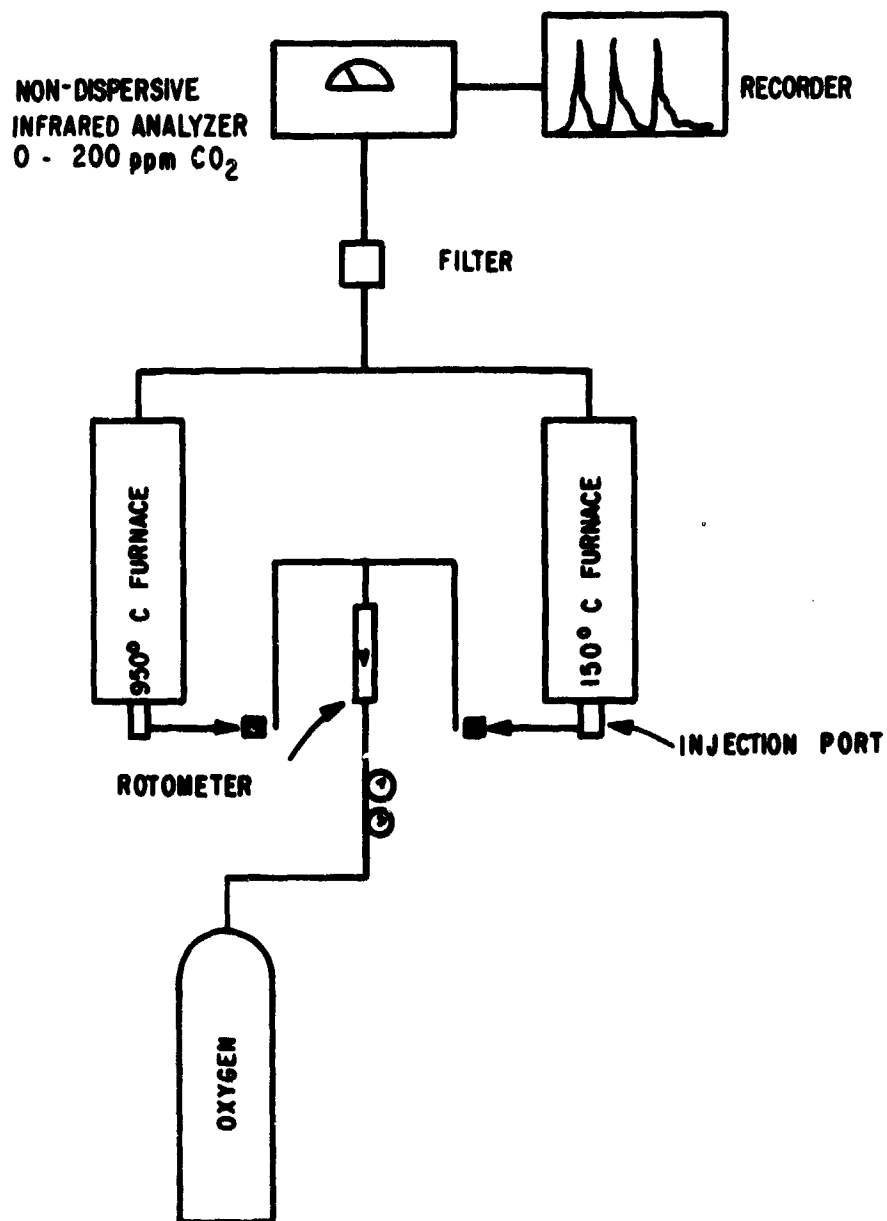 NON-DISPERSIVE
INFRARED ANALYZER
0 - 200 ppm CO2
RECORDER
FILTER
950° C FURNACE
150° C FURNACE
ROTOMETER
INJECTION PORT
OXYGEN